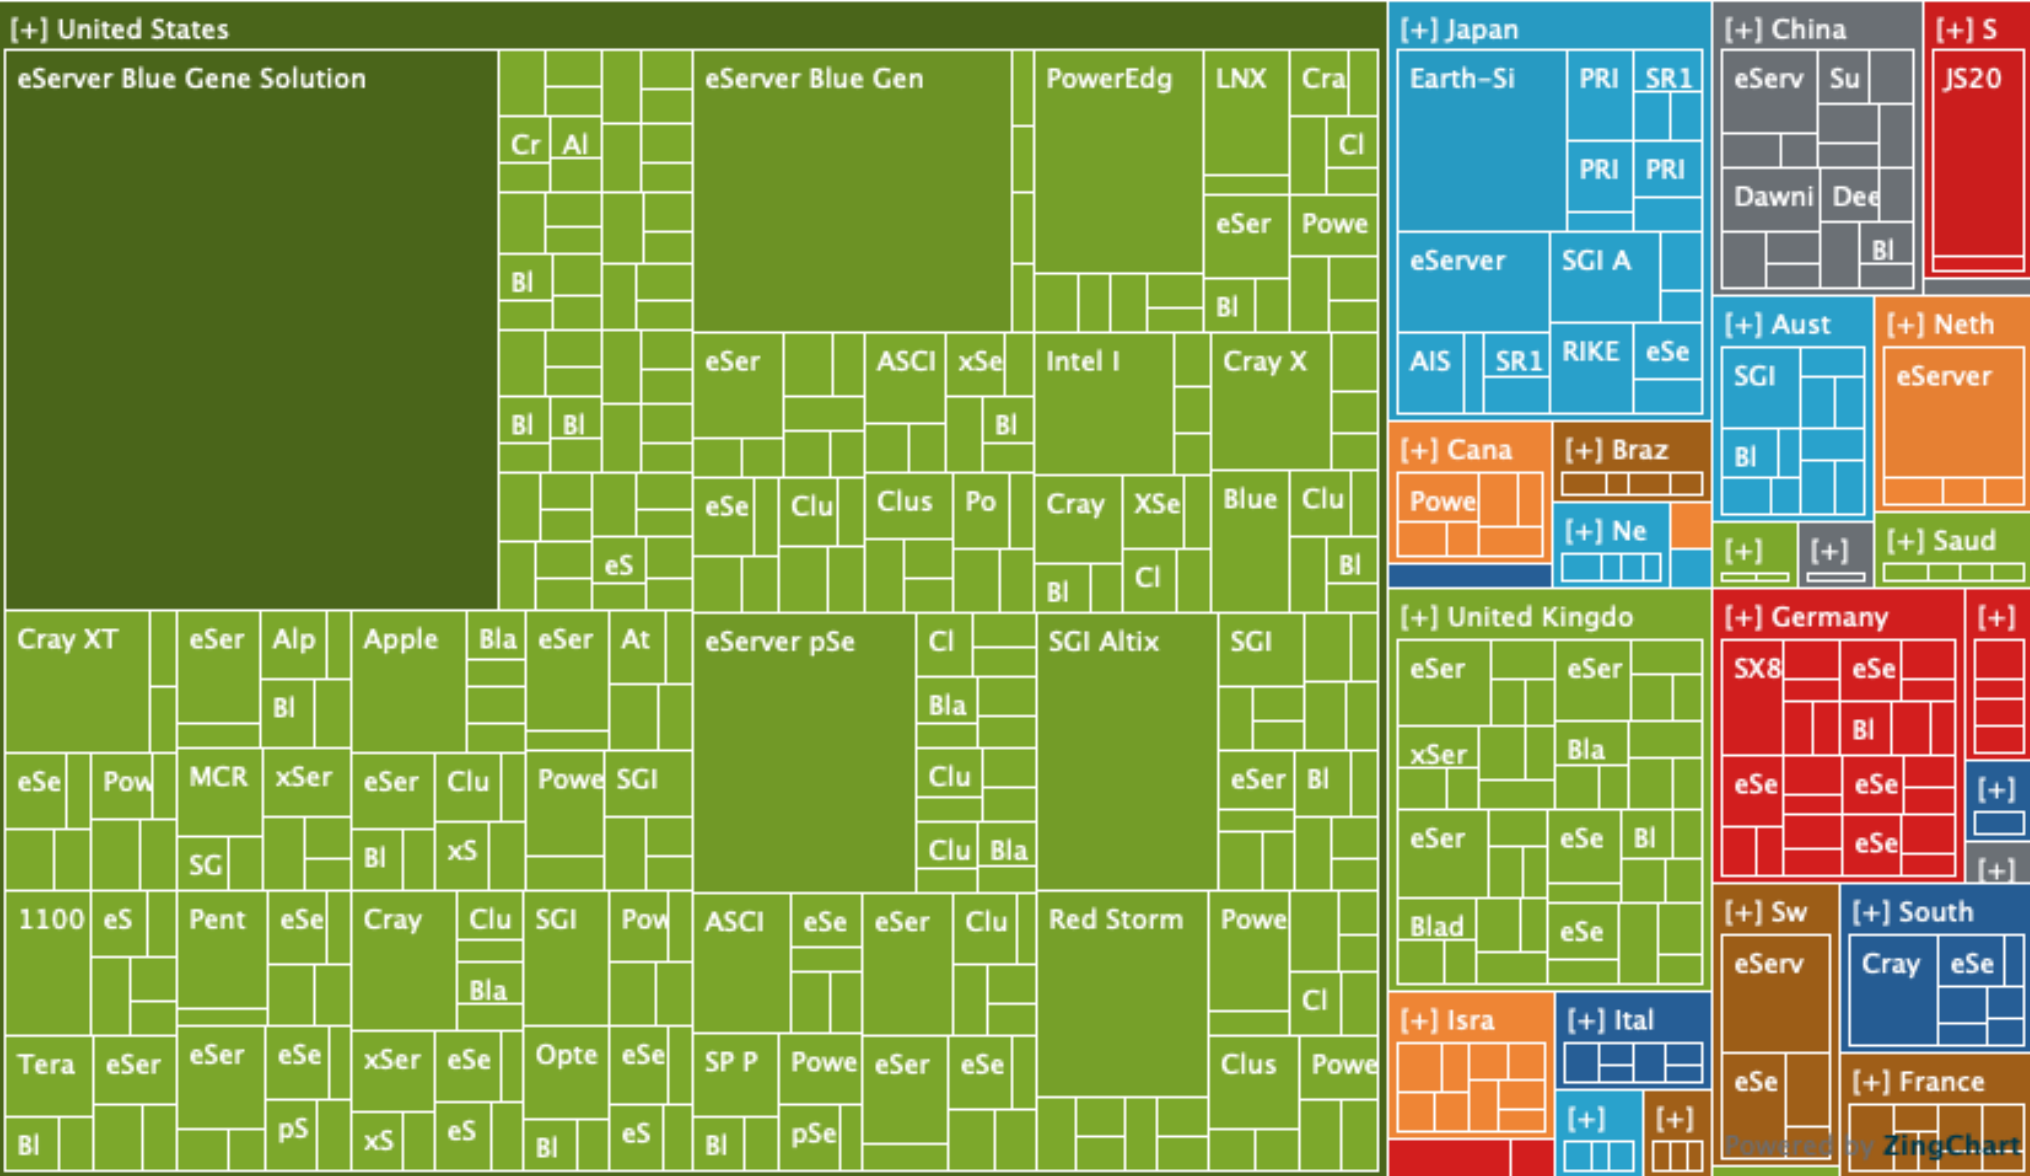 [+] United States
eServer Blue Gene Solution
Cr
Al
Bl
Bl
Bl
eS
eServer Blue Gen
PowerEdg
LNX
Cra
Cl
eSer
Powe
Bl
eSer
ASCI
xSe
Bl
Intel I
Cray X
eSe
Clu
Clus
Po
Cray
XSe
Blue
Clu
Bl
Cl
Bl
Cray XT
eSer
Alp
Bl
Apple
Bla
eSer
At
eSe
Pow
MCR
xSer
SG
eSer
Clu
Bl
xS
Powe
SGI
eServer pSe
Cl
Bla
Clu
Clu
Bla
SGI Altix
SGI
eSer
Bl
1100
eS
Pent
eSe
Cray
Clu
Bla
SGI
Pow
ASCI
eSe
eSer
Clu
Red Storm
Powe
Cl
Tera
eSer
Bl
eSer
eSe
pS
xSer
eSe
xS
eS
Opte
eSe
Bl
eS
SP P
Powe
Bl
pSe
eSer
eSe
Clus
Powe
[+] Japan
Earth-Si
PRI
SR1
PRI
PRI
eServer
SGI A
AIS
SR1
RIKE
eSe
[+] China
eServ
Su
Dawni
Dee
Bl
[+] S
JS20
[+] Cana
Powe
[+] Braz
[+] Ne
[+] Aust
SGI
Bl
[+] Neth
eServer
[+]
[+]
[+] Saud
[+] United Kingdo
eSer
eSer
xSer
Bla
eSer
eSe
Bl
Blad
eSe
[+] Germany
SX8
eSe
Bl
eSe
eSe
eSe
[+]
[+]
[+]
[+] Isra
[+] Ital
[+]
[+]
[+] Sw
eServ
eSe
[+] South
Cray
eSe
[+] France
Powered by ZingChart